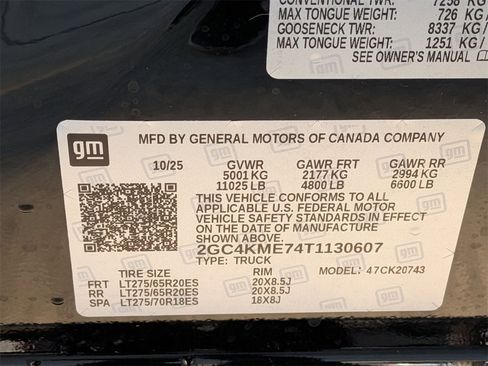 CONVENTIONAL TWR: 7258 KG
MAX TONGUE WEIGHT: 726 KG /
GOOSENECK TWR: 8337 KG /
MAX TONGUE WEIGHT: 1251 KG /
SEE OWNER'S MANUAL
gm
MFD BY GENERAL MOTORS OF CANADA COMPANY
10/25 GVWR GAWR FRT GAWR RR
5001 KG 2177 KG 2994 KG
11025 LB 4800 LB 6600 LB
THIS VEHICLE CONFORMS TO ALL
APPLICABLE U.S. FEDERAL MOTOR
VEHICLE SAFETY STANDARDS IN EFFECT
ON THE DATE OF MANUFACTURE SHOWN ABOVE.
2GC4KME74T1130607
TYPE: TRUCK MODEL: 47CK20743
TIRE SIZE RIM
FRT LT275/65R20ES 20X8.5J
RR LT275/65R20ES 20X8.5J
SPA LT275/70R18ES 18X8J